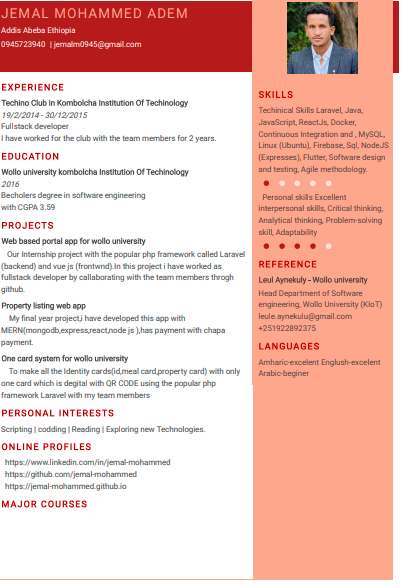 JEMAL MOHAMMED ADEM
Addis Abeba Ethiopia
0945723940 | jemalm0945@gmail.com
EXPERIENCE
Techino Club in Kombolcha Institution Of Techinology
19/2/2014 - 30/12/2015
Fullstack developer
I have worked for the club with the team members for 2 years.
EDUCATION
Wollo university kombolcha Institution Of Techinology
2016
Becholers degree in software engineering
with CGPA 3.59
PROJECTS
Web based portal app for wollo university
Our Internship project with the popular php framework called Laravel
(backend) and vue js (frontwnd).In this project i have worked as
fullstack developer by callaborating with the team members throgh
github.
Property listing web app
My final year project,i have developed this app with
MERN(mongodb,express,react,node js ),has payment with chapa
payment.
One card system for wollo university
To make all the Identity cards(id,meal card,property card) with only
one card which is degital with QR CODE using the popular php
framework Laravel with my team members
PERSONAL INTERESTS
Scripting | codding | Reading | Exploring new Technologies.
ONLINE PROFILES
https://www.linkedin.com/in/jemal-mohammed
https://github.com/jemal-mohammed
https://jemal-mohammed.github.io
MAJOR COURSES
SKILLS
Techinical Skills Laravel, Java,
JavaScript, ReactJs, Docker,
Continuous Integration and , MySQL,
Linux (Ubuntu), Firebase, Sql, NodeJS
(Expresses), Flutter, Software design
and testing, Agile methodology.
Personal skills Excellent
interpersonal skills, Critical thinking,
Analytical thinking, Problem-solving
skill, Adaptability
REFERENCE
Leul Aynekuly - Wollo university
Head Department of Software
engineering, Wollo University (KIoT)
leule.aynekulu@gmail.com
+251922892375
LANGUAGES
Amharic-excelent Englush-excelent
Arabic-beginer